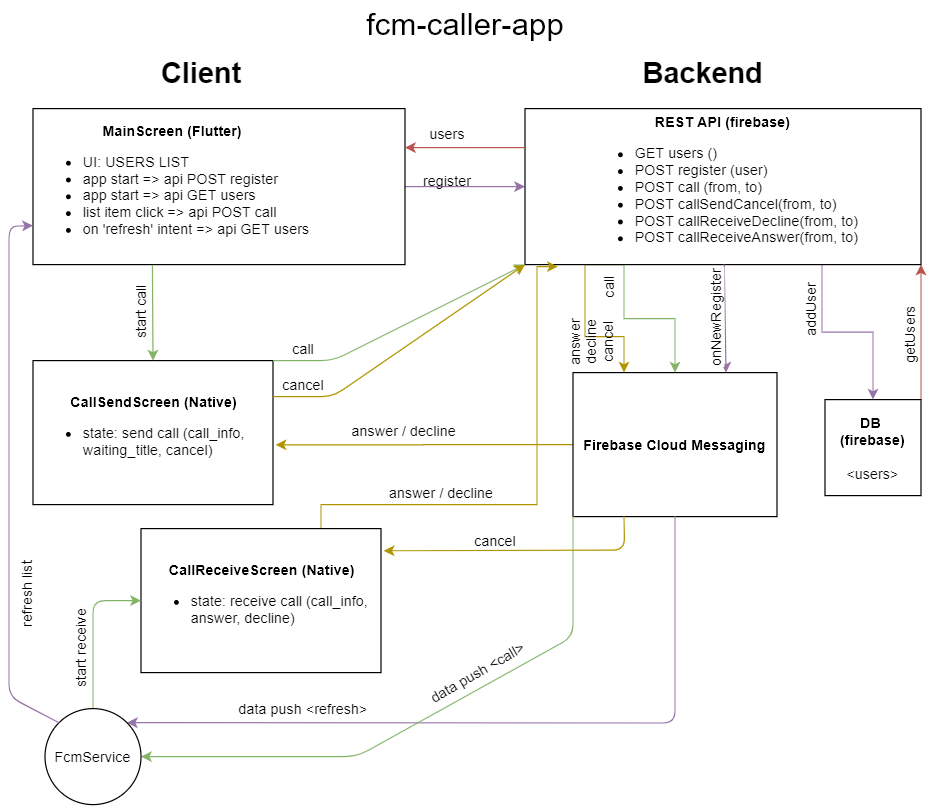 fcm-caller-app
Client
Backend
MainScreen (Flutter)
• UI: USERS LIST
• app start => api POST register
• app start => api GET users
• list item click => api POST call
• on 'refresh' intent => api GET users
users
register
REST API (firebase)
• GET users ()
• POST register (user)
• POST call (from, to)
• POST callSendCancel(from, to)
• POST callReceiveDecline(from, to)
• POST callReceiveAnswer(from, to)
start call
call
cancel
answer
decline
cancel
call
onNewRegister
addUser
getUsers
CallSendScreen (Native)
• state: send call (call_info,
waiting_title, cancel)
answer / decline
Firebase Cloud Messaging
DB
(firebase)
<users>
answer / decline
cancel
CallReceiveScreen (Native)
• state: receive call (call_info,
answer, decline)
refresh list
start receive
data push <call>
data push <refresh>
FcmService